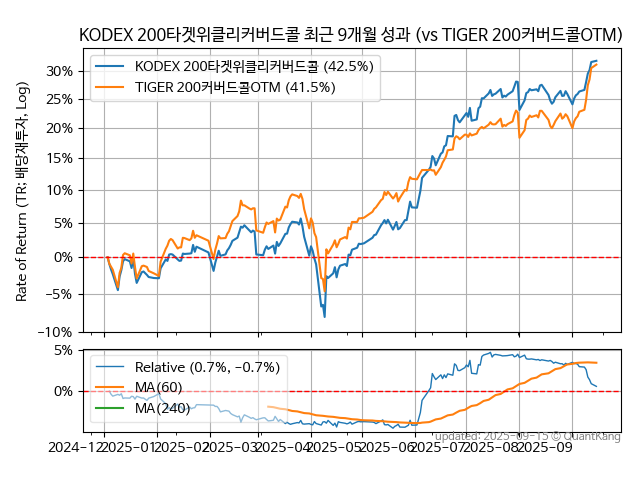 KODEX 200타겟위클리커버드콜 최근 9개월 성과 (vs TIGER 200커버드콜OTM)
KODEX 200타겟위클리커버드콜 (42.5%)
TIGER 200커버드콜OTM (41.5%)
Rate of Return (TR: 배당재투자, Log)
30%
25%
20%
15%
10%
5%
0%
−5%
−10%
Relative (0.7%, −0.7%)
MA(60)
MA(240)
5%
0%
updated: 2025-09-15 © QuantKang
2024-12
2025-01
2025-02
2025-03
2025-04
2025-05
2025-06
2025-07
2025-08
2025-09